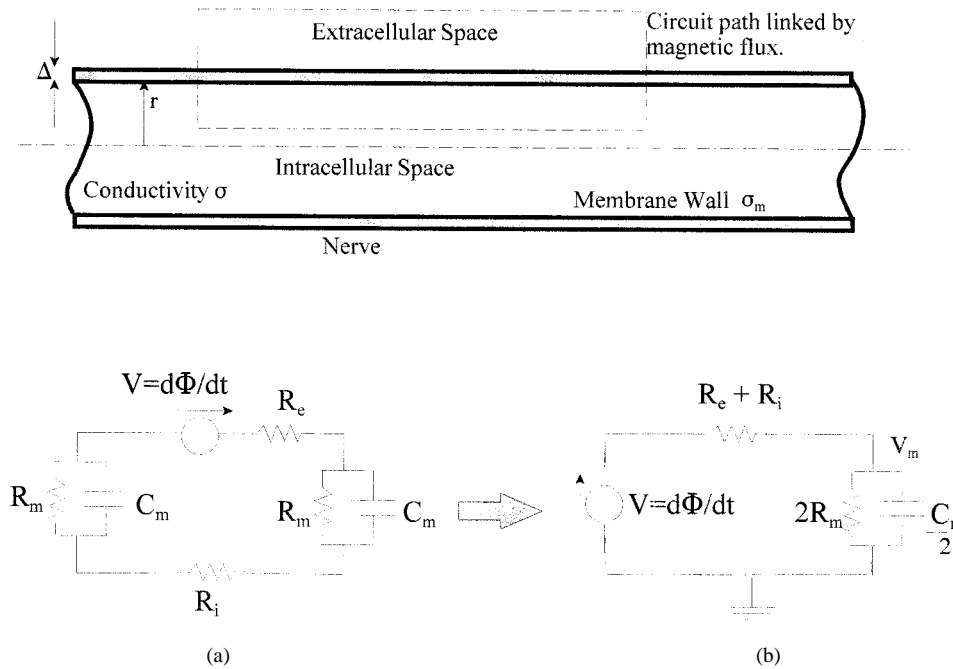 Extracellular Space
Circuit path linked by
magnetic flux.
Δ
r
Intracellular Space
Conductivity σ
Membrane Wall σm
Nerve
V=dΦ/dt
Re
Rm
Cm
Rm
Cm
Ri
Re + Ri
Vm
V=dΦ/dt
2Rm
2
(a)
(b)